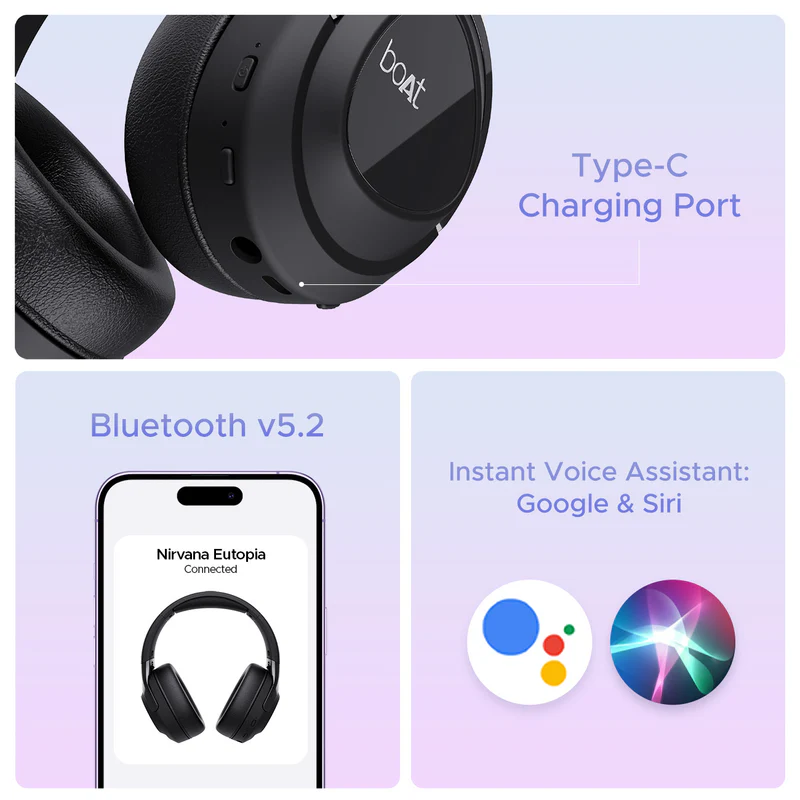 boAt
Type-C
Charging Port
Bluetooth v5.2
Nirvana Eutopia
Connected
Instant Voice Assistant:
Google & Siri